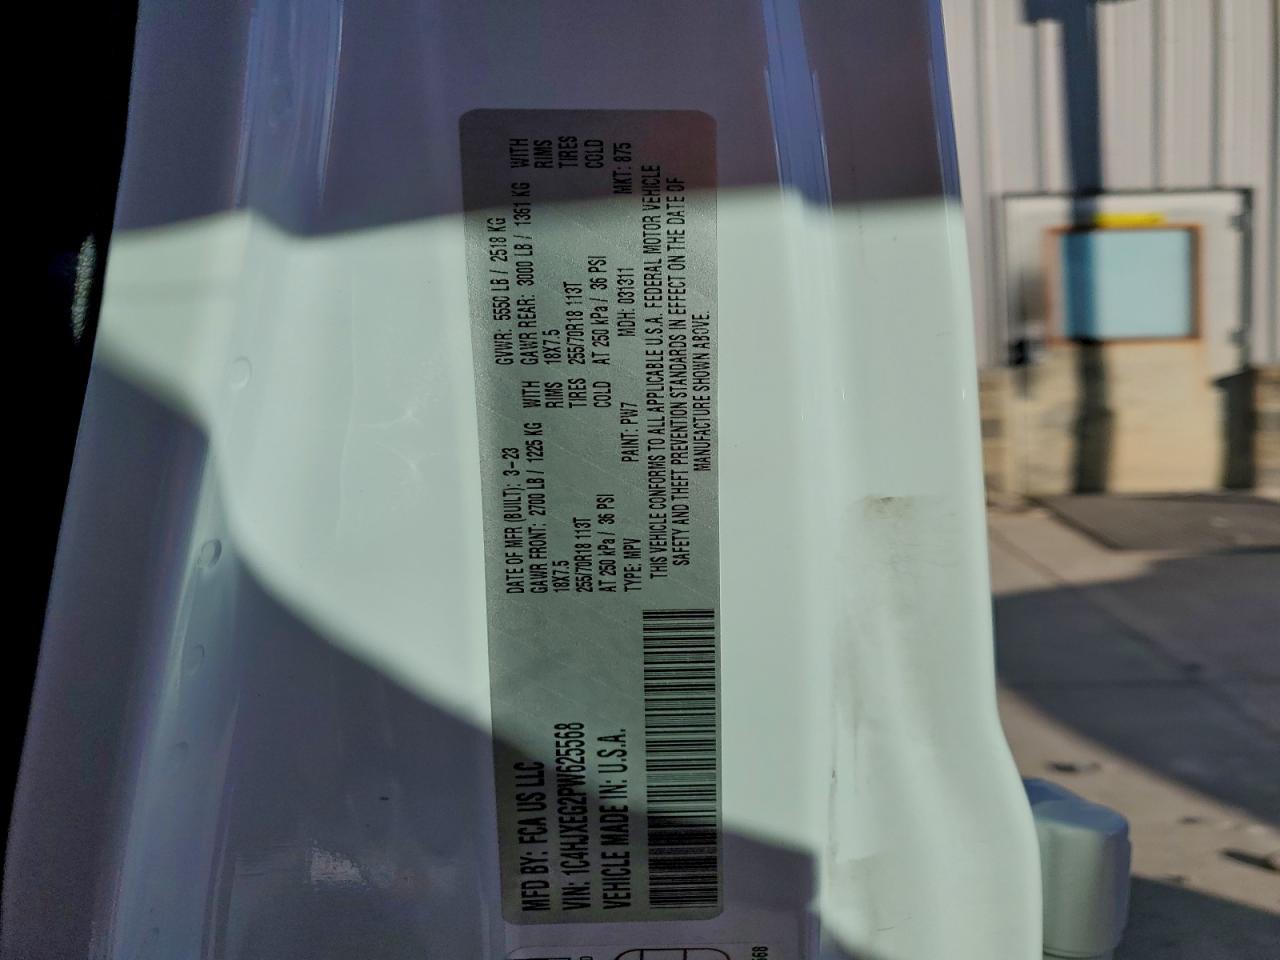 MFD BY: FCA US LLC
VIN: 1C4HJXEG2PW625568
VEHICLE MADE IN: U.S.A.
DATE OF MFR (BUILT): 3-23 GVWR: 5550 LB / 2518 KG
GAWR FRONT: 2700 LB / 1225 KG WITH GAWR REAR: 3000 LB / 1361 KG WITH
18X7.5 RIMS 18X7.5 RIMS
255/70R18 113T TIRES 255/70R18 113T TIRES
AT 250 kPa / 36 PSI COLD AT 250 kPa / 36 PSI COLD
TYPE: MPV PAINT: PW7 MDH: 031311 MKT: 875
THIS VEHICLE CONFORMS TO ALL APPLICABLE U.S.A. FEDERAL MOTOR VEHICLE
SAFETY AND THEFT PREVENTION STANDARDS IN EFFECT ON THE DATE OF
MANUFACTURE SHOWN ABOVE.
568